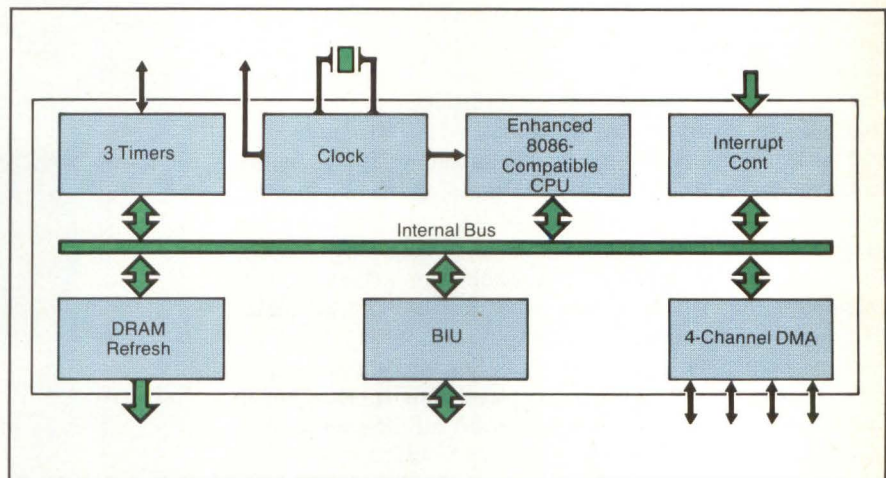 3 Timers
Clock
Enhanced
8086-
Compatible
CPU
Interrupt
Cont
Internal Bus
DRAM
Refresh
BIU
4-Channel DMA